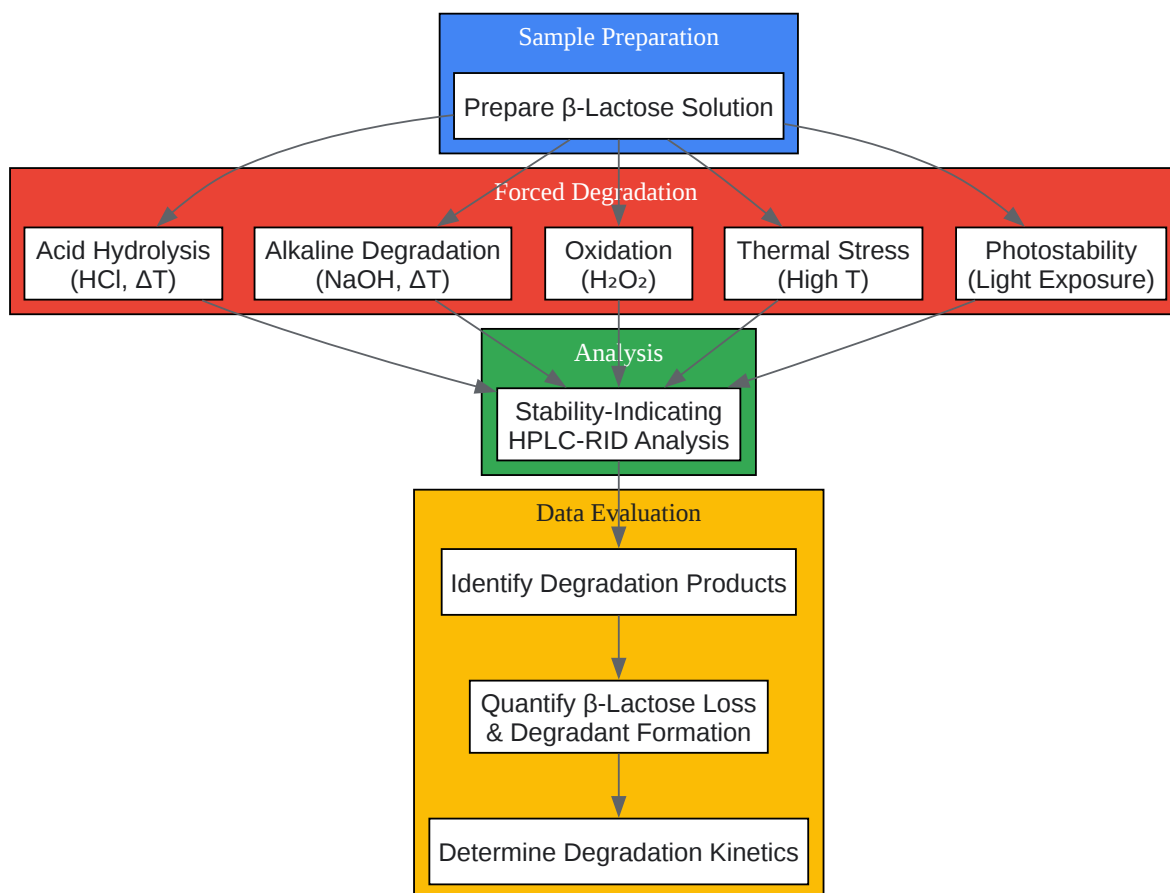 Sample Preparation
Prepare β-Lactose Solution
Forced Degradation
Acid Hydrolysis
(HCl, ΔT)
Alkaline Degradation
(NaOH, ΔT)
Oxidation
(H₂O₂)
Thermal Stress
(High T)
Photostability
(Light Exposure)
Analysis
Stability-Indicating
HPLC-RID Analysis
Data Evaluation
Identify Degradation Products
Quantify β-Lactose Loss
& Degradant Formation
Determine Degradation Kinetics